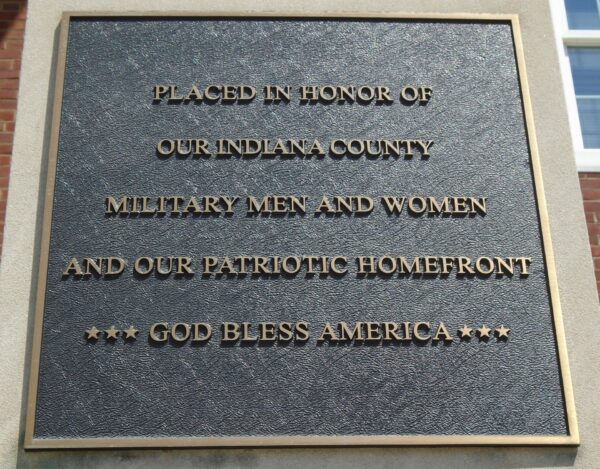 PLACED IN HONOR OF
OUR INDIANA COUNTY
MILITARY MEN AND WOMEN
AND OUR PATRIOTIC HOMEFRONT
★★★ GOD BLESS AMERICA ★★★